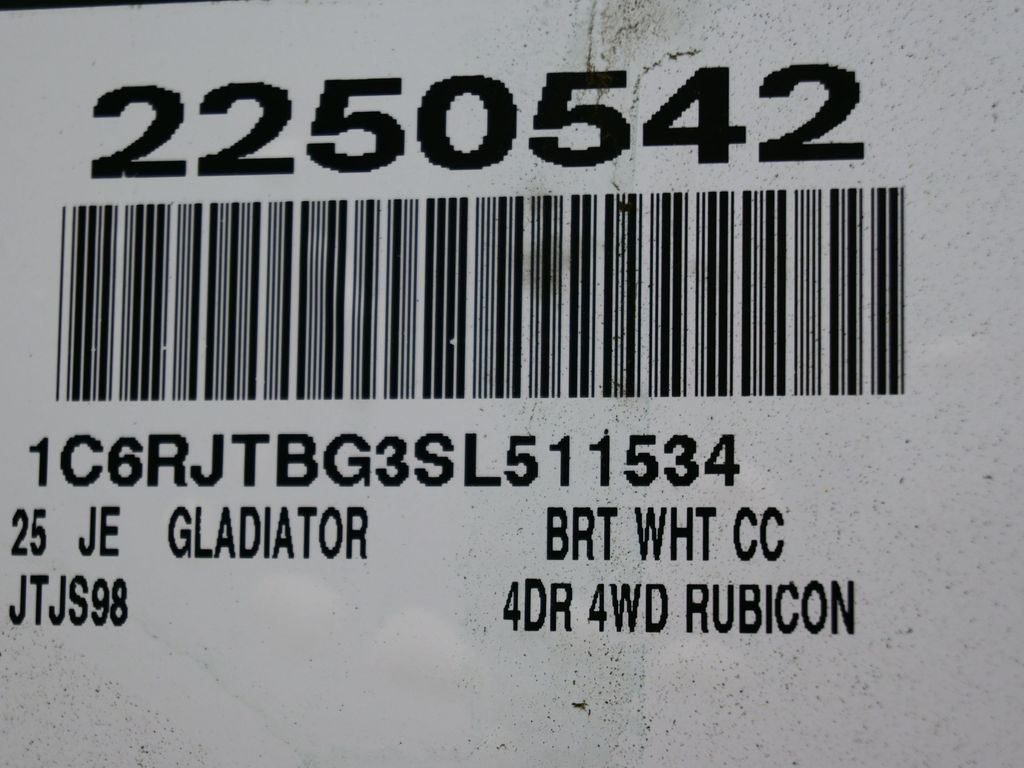 2250542
1C6RJTBG3SL511534
25 JE GLADIATOR BRT WHT CC
JTJS98 4DR 4WD RUBICON